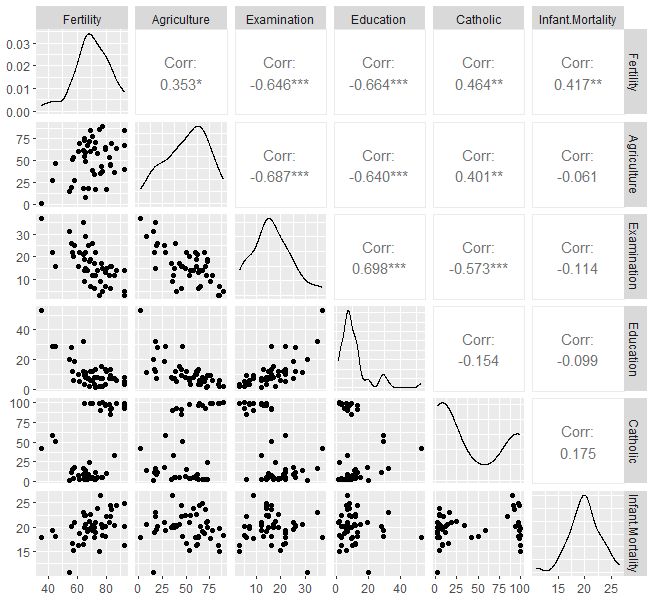 Fertility Agriculture Examination Education Catholic Infant.Mortality
0.03
0.02
0.01
0.00
Corr:
0.353*
Corr:
-0.646***
Corr:
-0.664***
Corr:
0.464**
Corr:
0.417**
Fertility
75
50
25
0
Corr:
-0.687***
Corr:
-0.640***
Corr:
0.401**
Corr:
-0.061
Agriculture
30
20
10
Corr:
0.698***
Corr:
-0.573***
Corr:
-0.114
Examination
40
20
0
Corr:
-0.154
Corr:
-0.099
Education
100
75
50
25
0
Corr:
0.175
Catholic
25
20
15
Infant.Mortality
40 60 80 0 25 50 75 10 20 30 0 20 40 0 25 50 75 100 15 20 25